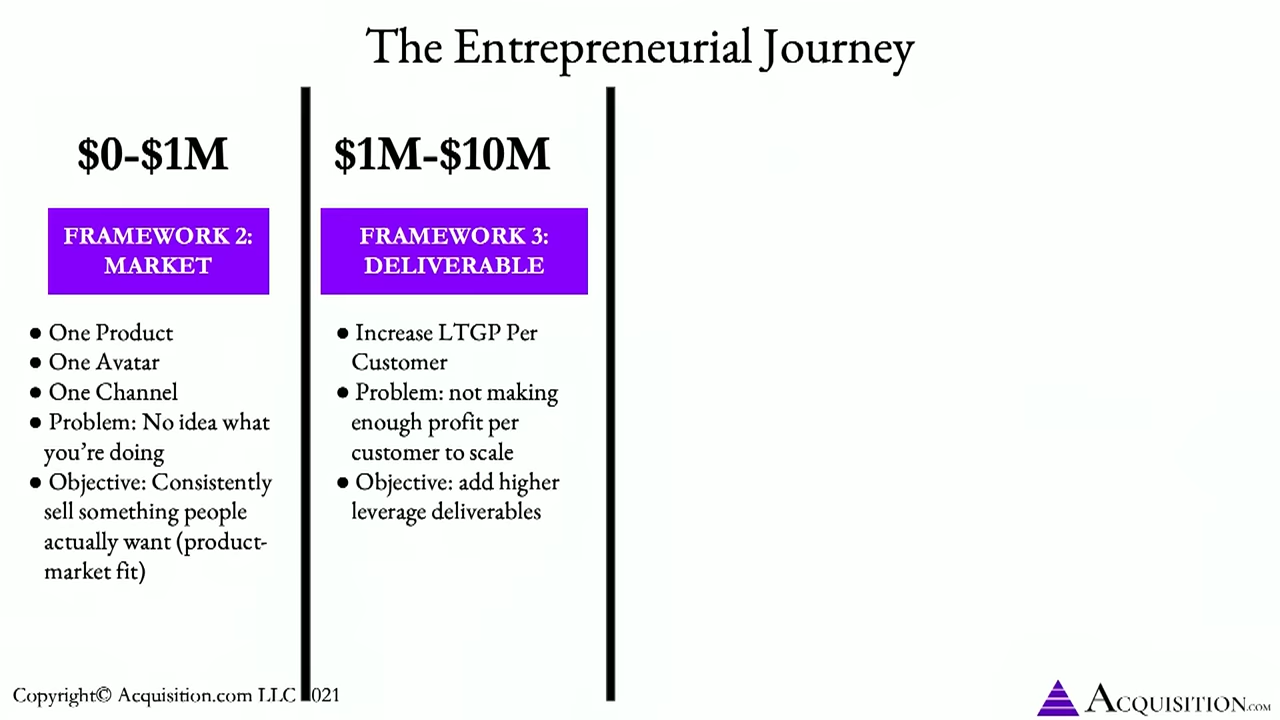 The Entrepreneurial Journey
$0-$1M
FRAMEWORK 2:
MARKET
● One Product
● One Avatar
● One Channel
● Problem: No idea what
you’re doing
● Objective: Consistently
sell something people
actually want (product-
market fit)
$1M-$10M
FRAMEWORK 3:
DELIVERABLE
● Increase LTGP Per
Customer
● Problem: not making
enough profit per
customer to scale
● Objective: add higher
leverage deliverables
Copyright© Acquisition.com LLC 021
ACQUISITION.COM